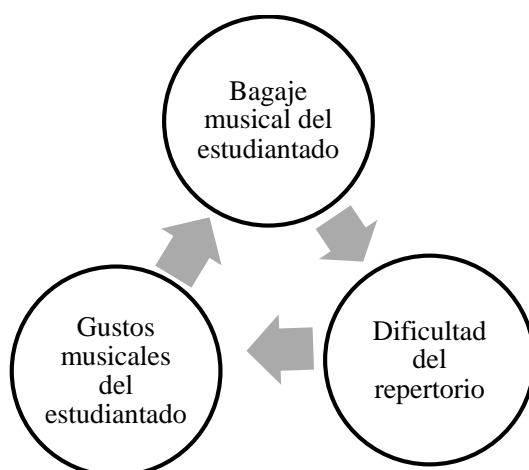 Bagaje
musical del
estudiantado
Dificultad
del
repertorio
Gustos
musicales
del
estudiantado